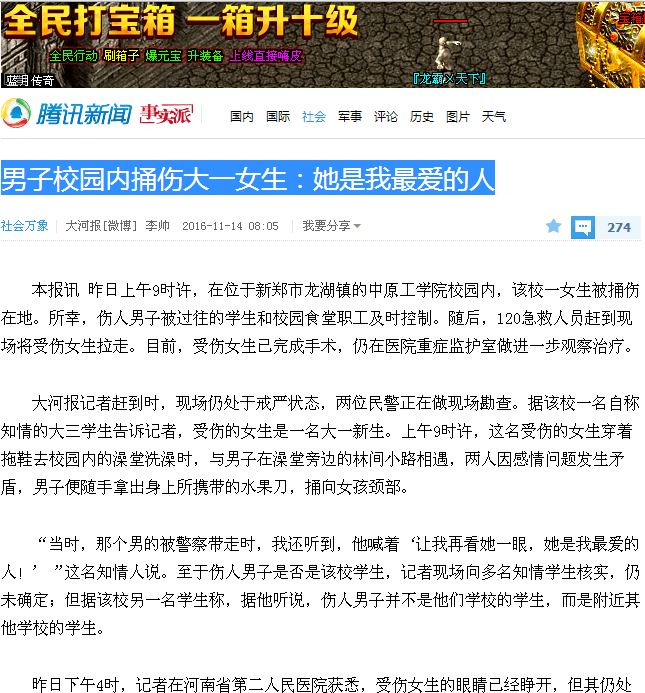 全民打宝箱 一箱升十级
宝箱
全民行动 刷箱子 爆元宝 升装备 上线直接嗨皮
蓝月传奇
『龙霸义天下』
腾讯新闻 事实派 国内 国际 社会 军事 评论 历史 图片 天气
男子校园内捅伤大一女生：她是我最爱的人
社会万象 大河报[微博] 李帅 2016-11-14 08:05 我要分享 274
本报讯 昨日上午9时许，在位于新郑市龙湖镇的中原工学院校园内，该校一女生被捅伤
在地。所幸，伤人男子被过往的学生和校园食堂职工及时控制。随后，120急救人员赶到现
场将受伤女生拉走。目前，受伤女生已完成手术，仍在医院重症监护室做进一步观察治疗。
大河报记者赶到时，现场仍处于戒严状态，两位民警正在做现场勘查。据该校一名自称
知情的大三学生告诉记者，受伤的女生是一名大一新生。上午9时许，这名受伤的女生穿着
拖鞋去校园内的澡堂洗澡时，与男子在澡堂旁边的林间小路相遇，两人因感情问题发生矛
盾，男子便随手拿出身上所携带的水果刀，捅向女孩颈部。
“当时，那个男的被警察带走时，我还听到，他喊着‘让我再看她一眼，她是我最爱的
人!’”这名知情人说。至于伤人男子是否是该校学生，记者现场向多名知情学生核实，仍
未确定；但据该校另一名学生称，据他听说，伤人男子并不是他们学校的学生，而是附近其
他学校的学生。
昨日下午4时，记者在河南省第二人民医院获悉，受伤女生的眼睛已经睁开，但其仍处